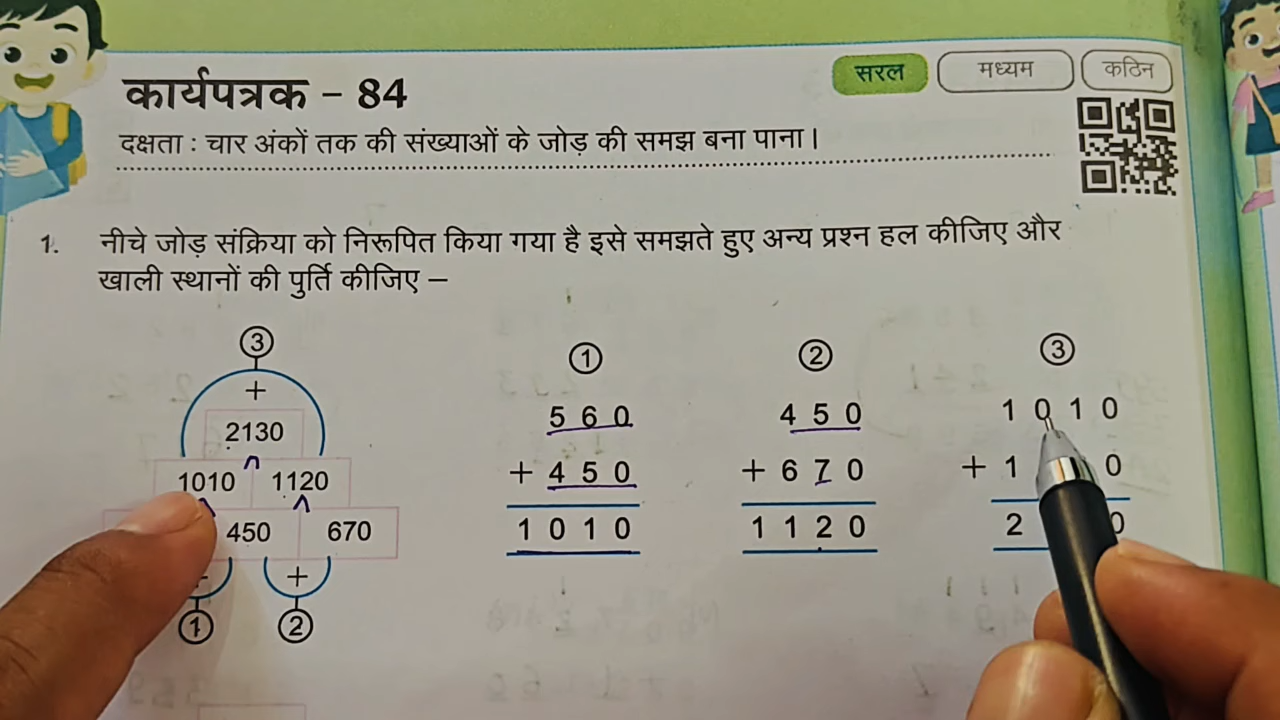 कार्यपत्रक – 84
सरल
मध्यम
कठिन
दक्षता : चार अंकों तक की संख्याओं के जोड़ की समझ बना पाना।
1. नीचे जोड़ संक्रिया को निरूपित किया गया है इसे समझते हुए अन्य प्रश्न हल कीजिए और
खाली स्थानों की पुर्ति कीजिए –
3
+
2130
1010 1120
450 670
+
1 2
1
5 6 0
+ 4 5 0
1 0 1 0
2
4 5 0
+ 6 7 0
1 1 2 0
3
1 0 1 0
+ 1 0
2 0